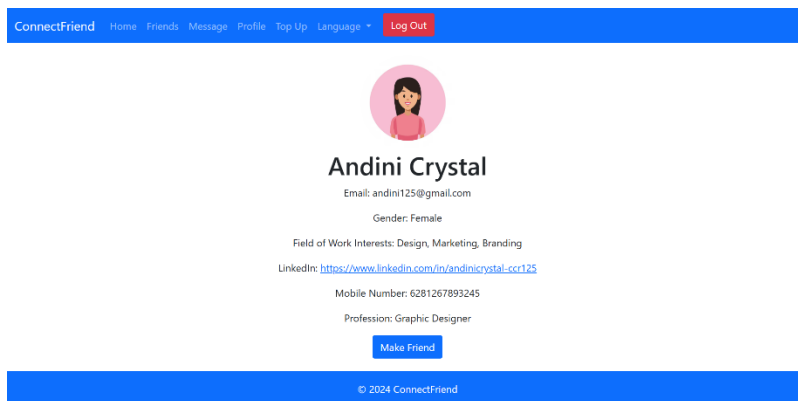 ConnectFriend Home Friends Message Profile Top Up Language Log Out
Andini Crystal
Email: andini125@gmail.com
Gender: Female
Field of Work Interests: Design, Marketing, Branding
LinkedIn: https://www.linkedin.com/in/andinicrystal-ccr125
Mobile Number: 6281267893245
Profession: Graphic Designer
Make Friend
© 2024 ConnectFriend